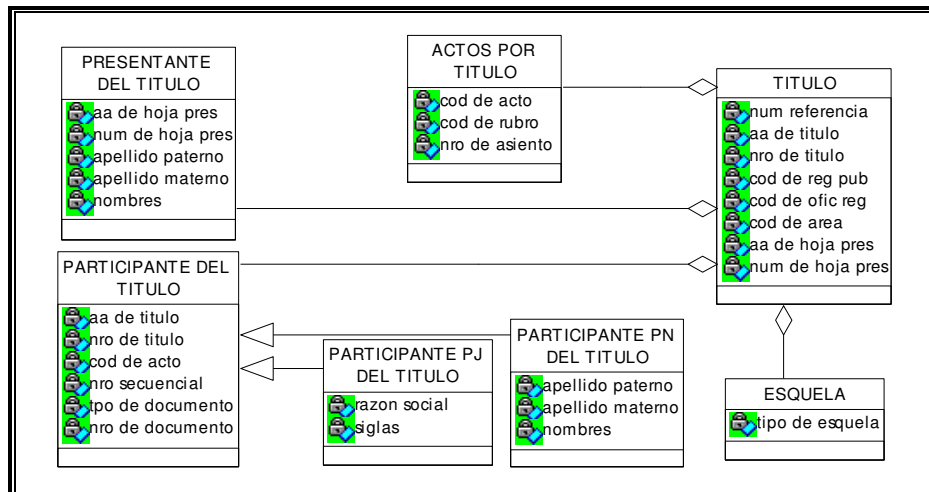 PRESENTANTE
DEL TITULO
aa de hoja pres
num de hoja pres
apellido paterno
apellido materno
nombres
ACTOS POR
TITULO
cod de acto
cod de rubro
nro de asiento
TITULO
num referencia
aa de titulo
nro de titulo
cod de reg pub
cod de ofic reg
cod de area
aa de hoja pres
num de hoja pres
PARTICIPANTE DEL
TITULO
aa de titulo
nro de titulo
cod de acto
nro secuencial
tpo de documento
nro de documento
PARTICIPANTE PJ
DEL TITULO
razon social
siglas
PARTICIPANTE PN
DEL TITULO
apellido paterno
apellido materno
nombres
ESQUELA
tipo de esquela